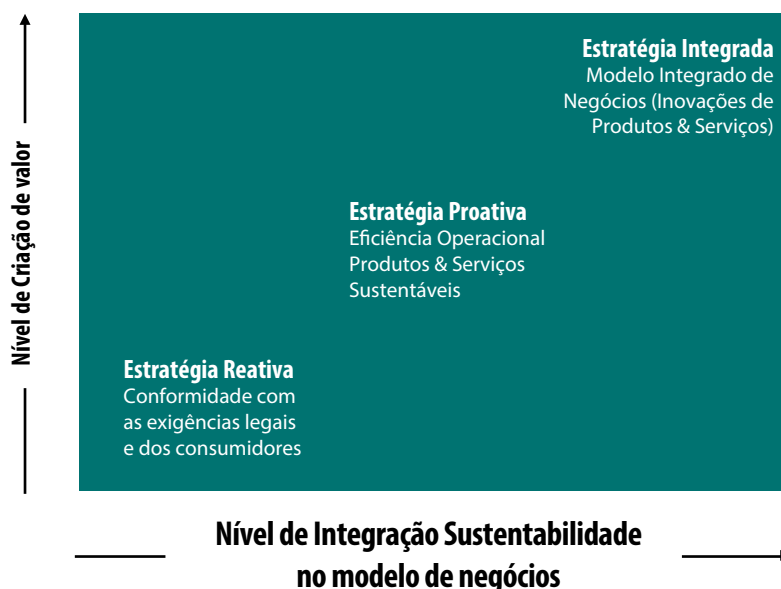 Nível de Criação de valor
Estratégia Integrada
Modelo Integrado de
Negócios (Inovações de
Produtos & Serviços)
Estratégia Proativa
Eficiência Operacional
Produtos & Serviços
Sustentáveis
Estratégia Reativa
Conformidade com
as exigências legais
e dos consumidores
Nível de Integração Sustentabilidade
no modelo de negócios